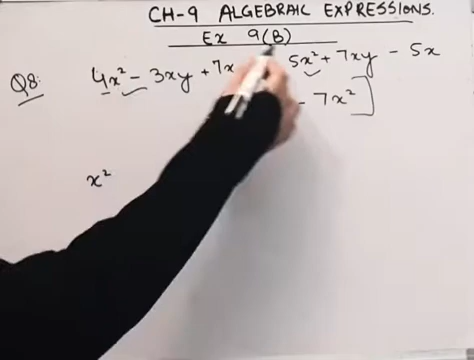 CH-9 ALGEBRAIC EXPRESSIONS.
Ex 9(B)
Q8. 4x² - 3xy + 7x 5x² + 7xy - 5x
- 7x² ]
x²